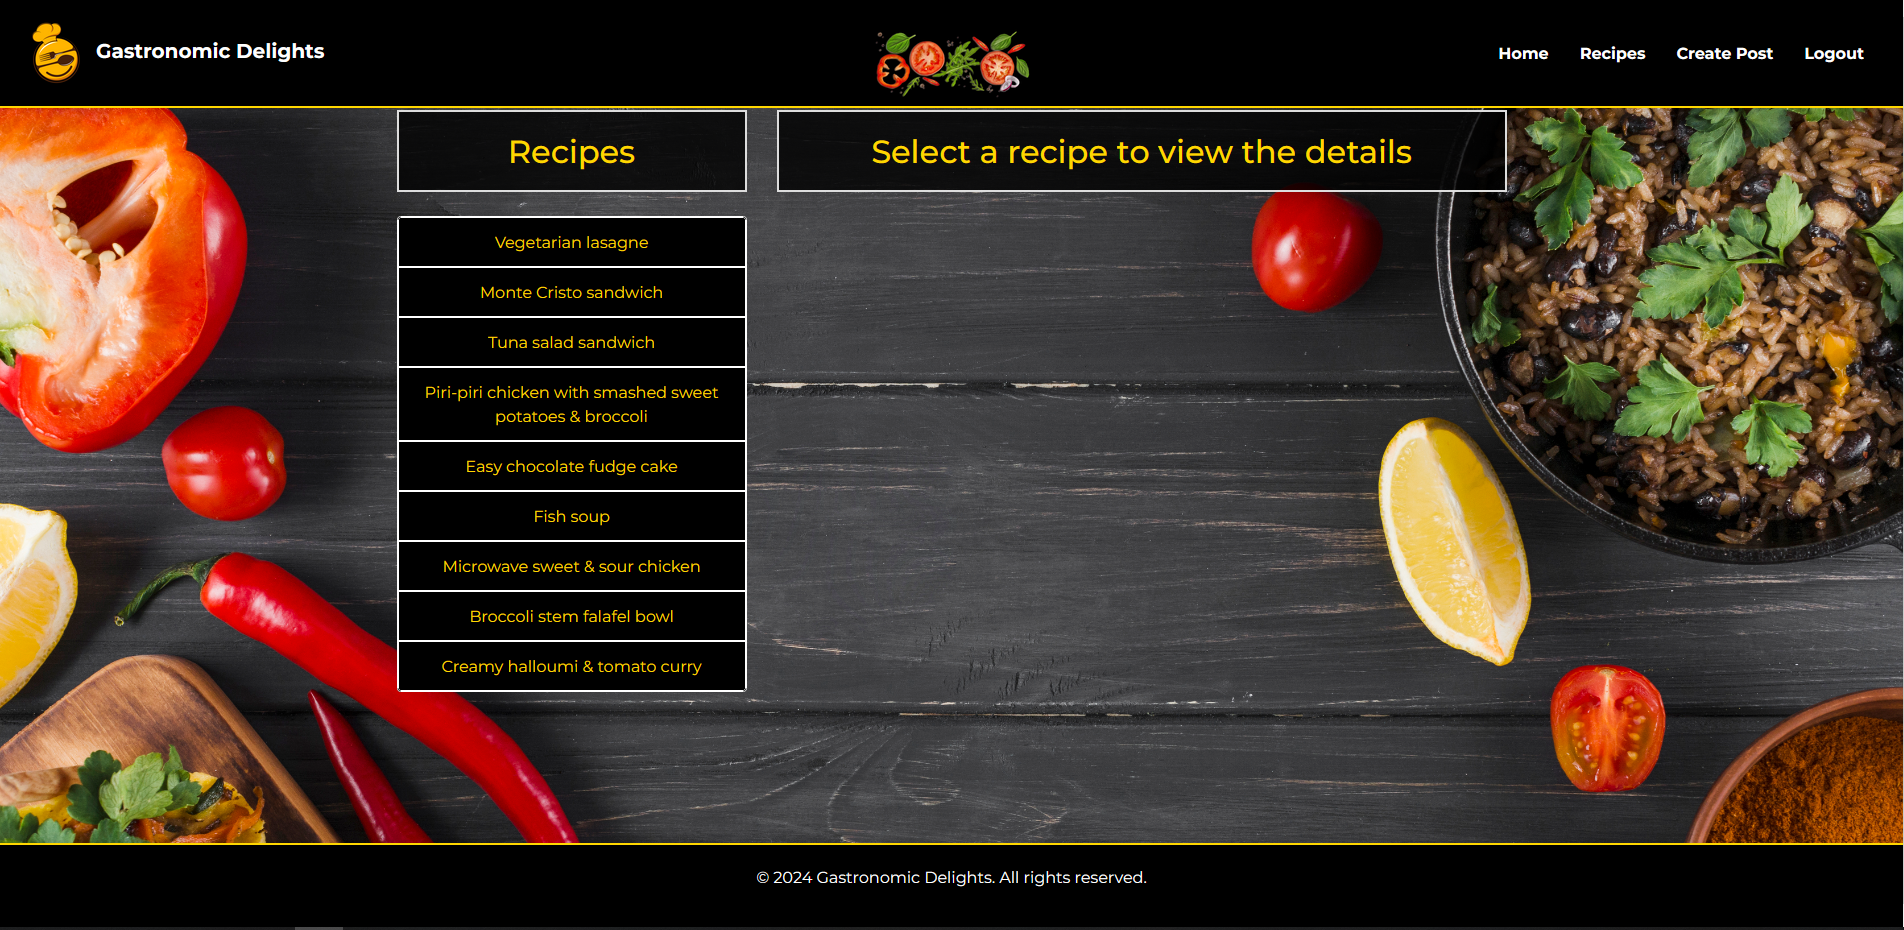 Gastronomic Delights
Home Recipes Create Post Logout
Recipes
Select a recipe to view the details
Vegetarian lasagne
Monte Cristo sandwich
Tuna salad sandwich
Piri-piri chicken with smashed sweet
potatoes & broccoli
Easy chocolate fudge cake
Fish soup
Microwave sweet & sour chicken
Broccoli stem falafel bowl
Creamy halloumi & tomato curry
© 2024 Gastronomic Delights. All rights reserved.